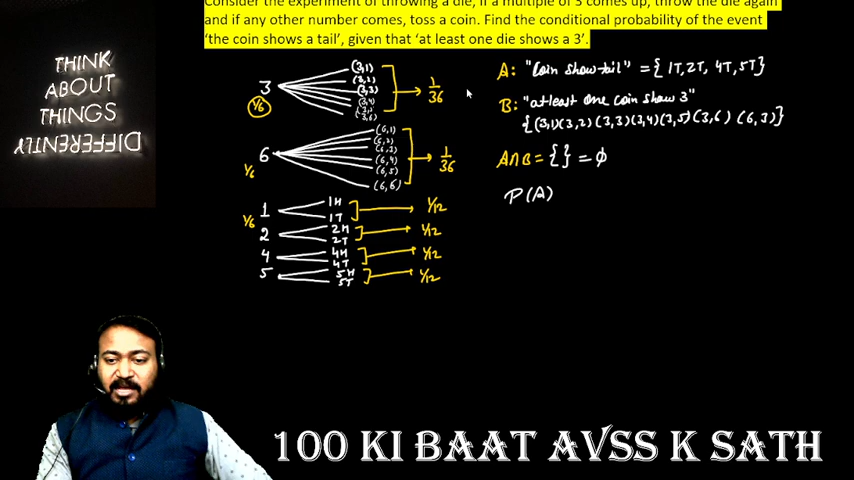 Consider the experiment of throwing a die, if a multiple of 3 comes up, throw the die again
and if any other number comes, toss a coin. Find the conditional probability of the event
'the coin shows a tail', given that 'at least one die shows a 3'.
THINK
ABOUT
THINGS
DIFFERENTLY
3
1/6
(3,1)
(3,2)
(3,3)
(3,4)
(3,6)
1/36
6
1/6
(6,1)
(6,2)
(6,3)
(6,4)
(6,5)
(6,6)
1/36
1/6
1 1H 1/12
1T
2 2H 1/12
2T
4 4H 1/12
4T
5 5H 1/12
5T
A: "Coin show tail" = { 1T, 2T, 4T, 5T}
B: "at least one coin show 3"
{(3,1)(3,2)(3,3)(3,4)(3,5)(3,6) (6,3)}
A∩B = { } = φ
P(A)
100 KI BAAT AVSS K SATH